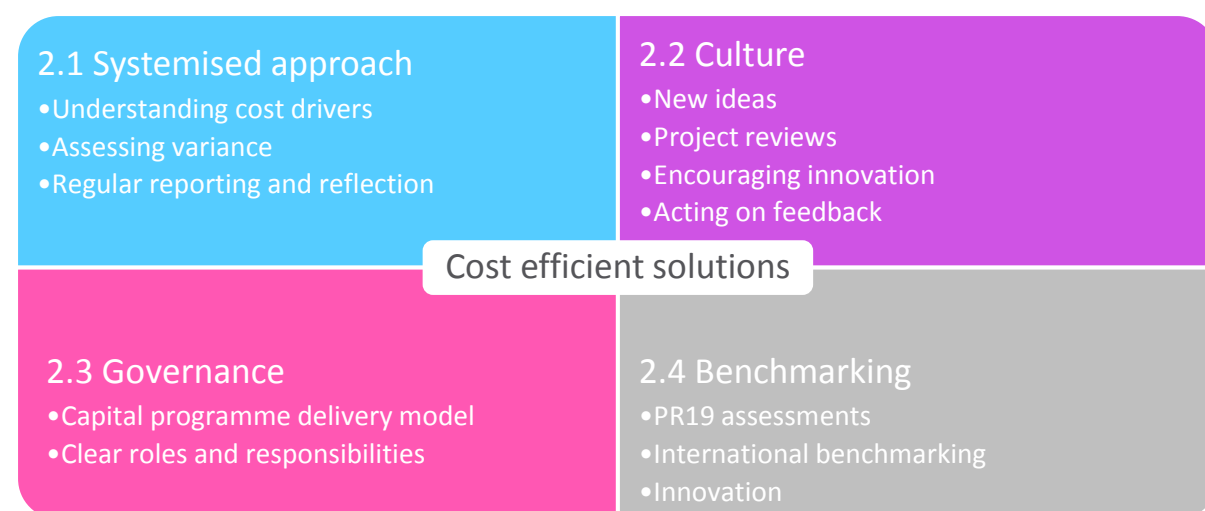 2.1 Systemised approach
•Understanding cost drivers
•Assessing variance
•Regular reporting and reflection
2.2 Culture
•New ideas
•Project reviews
•Encouraging innovation
•Acting on feedback
Cost efficient solutions
2.3 Governance
•Capital programme delivery model
•Clear roles and responsibilities
2.4 Benchmarking
•PR19 assessments
•International benchmarking
•Innovation